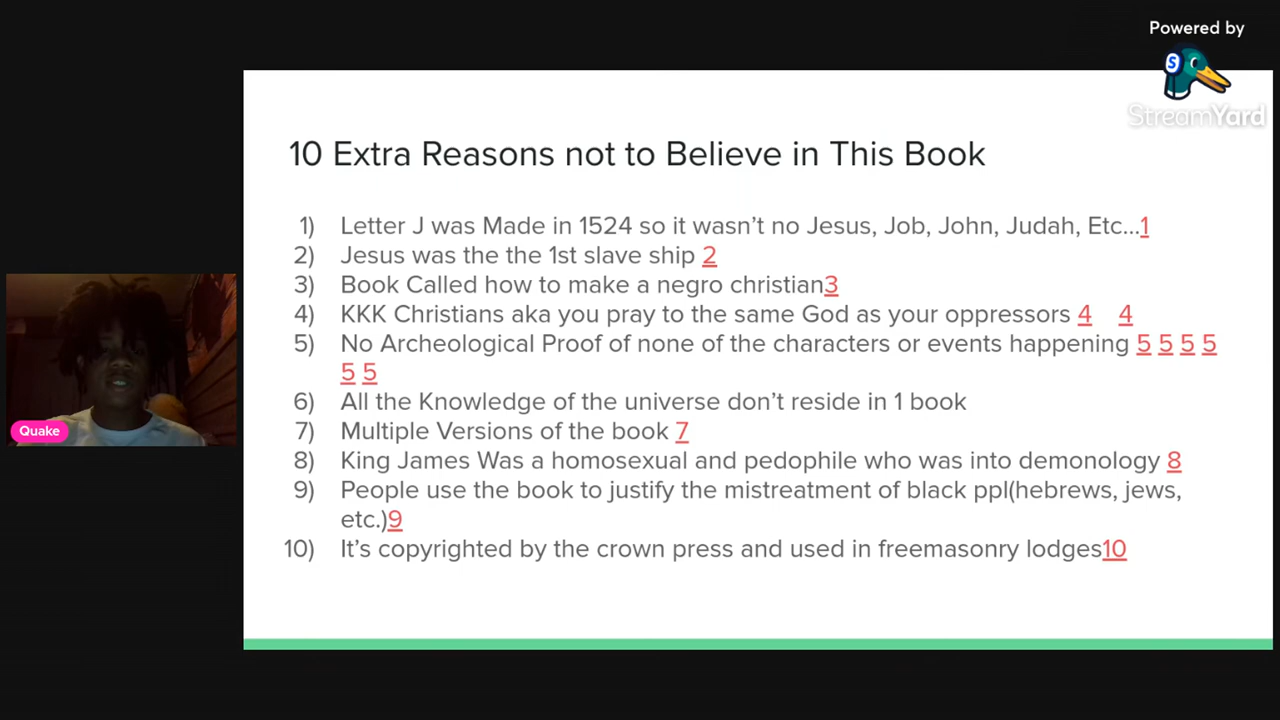 Powered by
S
StreamYard
10 Extra Reasons not to Believe in This Book
1) Letter J was Made in 1524 so it wasn’t no Jesus, Job, John, Judah, Etc...1
2) Jesus was the the 1st slave ship 2
3) Book Called how to make a negro christian3
4) KKK Christians aka you pray to the same God as your oppressors 4 4
5) No Archeological Proof of none of the characters or events happening 5 5 5 5
5 5
6) All the Knowledge of the universe don’t reside in 1 book
7) Multiple Versions of the book 7
8) King James Was a homosexual and pedophile who was into demonology 8
9) People use the book to justify the mistreatment of black ppl(hebrews, jews,
etc.)9
10) It’s copyrighted by the crown press and used in freemasonry lodges10
Quake